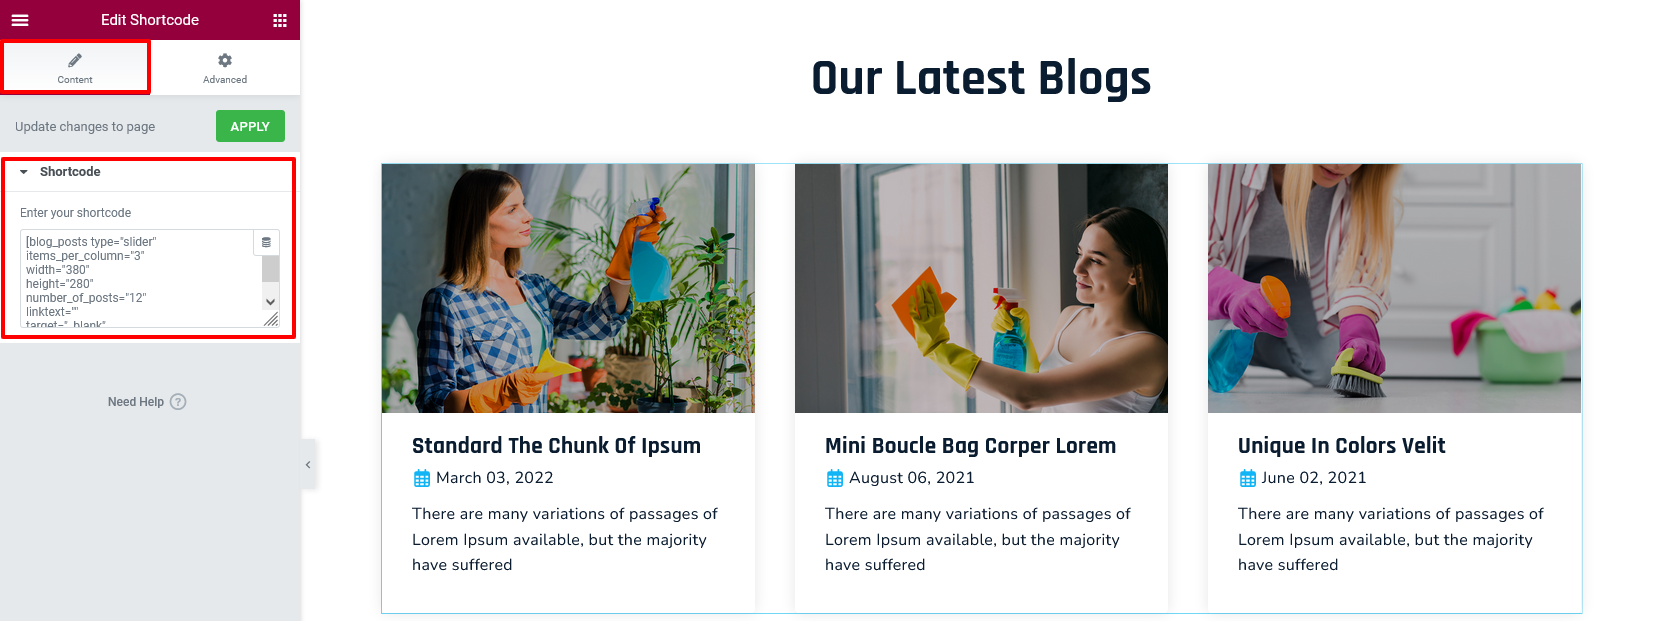 Edit Shortcode
Content
Advanced
Update changes to page
APPLY
Shortcode
Enter your shortcode
[blog_posts type="slider"
items_per_column="3"
width="380"
height="280"
number_of_posts="12"
linktext=""
target="_blank"
Need Help ?
Our Latest Blogs
Standard The Chunk Of Ipsum
March 03, 2022
There are many variations of passages of
Lorem Ipsum available, but the majority
have suffered
Mini Boucle Bag Corper Lorem
August 06, 2021
There are many variations of passages of
Lorem Ipsum available, but the majority
have suffered
Unique In Colors Velit
June 02, 2021
There are many variations of passages of
Lorem Ipsum available, but the majority
have suffered